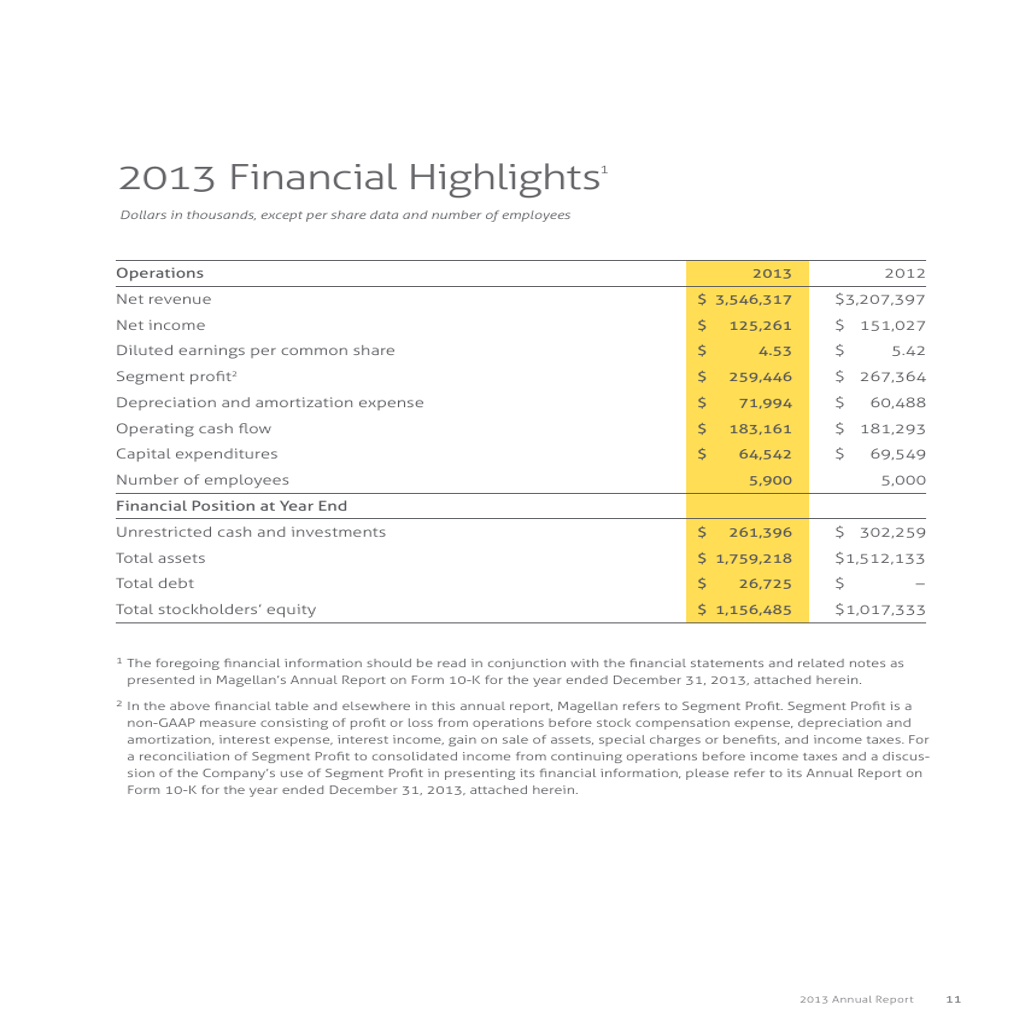 2013 Financial Highlights¹
Dollars in thousands, except per share data and number of employees
Operations 2013 2012
Net revenue $ 3,546,317 $3,207,397
Net income $ 125,261 $ 151,027
Diluted earnings per common share $ 4.53 $ 5.42
Segment profit² $ 259,446 $ 267,364
Depreciation and amortization expense $ 71,994 $ 60,488
Operating cash flow $ 183,161 $ 181,293
Capital expenditures $ 64,542 $ 69,549
Number of employees 5,900 5,000
Financial Position at Year End
Unrestricted cash and investments $ 261,396 $ 302,259
Total assets $ 1,759,218 $1,512,133
Total debt $ 26,725 $ –
Total stockholders’ equity $ 1,156,485 $1,017,333
¹ The foregoing financial information should be read in conjunction with the financial statements and related notes as
presented in Magellan’s Annual Report on Form 10-K for the year ended December 31, 2013, attached herein.
² In the above financial table and elsewhere in this annual report, Magellan refers to Segment Profit. Segment Profit is a
non-GAAP measure consisting of profit or loss from operations before stock compensation expense, depreciation and
amortization, interest expense, interest income, gain on sale of assets, special charges or benefits, and income taxes. For
a reconciliation of Segment Profit to consolidated income from continuing operations before income taxes and a discus-
sion of the Company’s use of Segment Profit in presenting its financial information, please refer to its Annual Report on
Form 10-K for the year ended December 31, 2013, attached herein.
2013 Annual Report 11